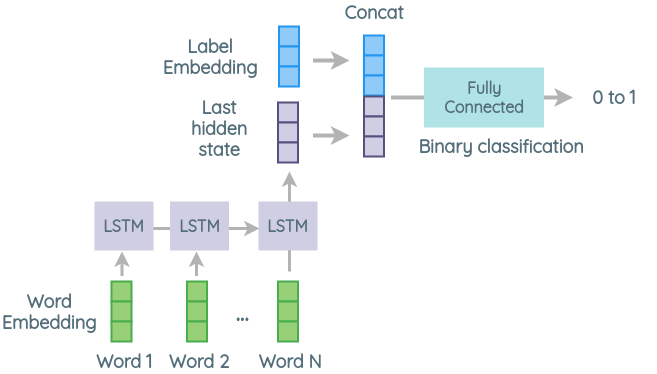 Concat
Label
Embedding
Last
hidden
state
Fully
Connected
0 to 1
Binary classification
LSTM
LSTM
LSTM
Word
Embedding
...
Word 1
Word 2
Word N